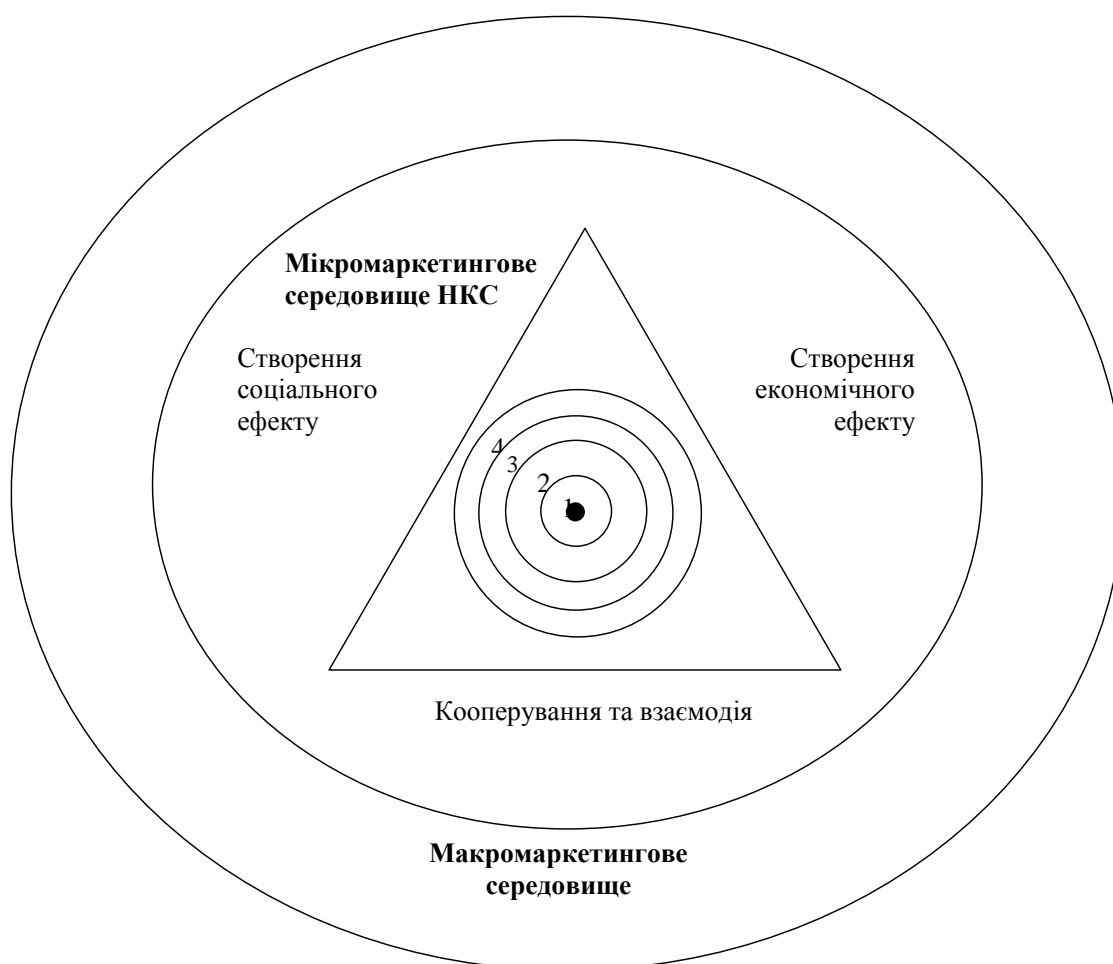 Мікромаркетингове
середовище НКС
Створення
соціального
ефекту
Створення
економічного
ефекту
4
3
2
1
Кооперування та взаємодія
Макромаркетингове
середовище